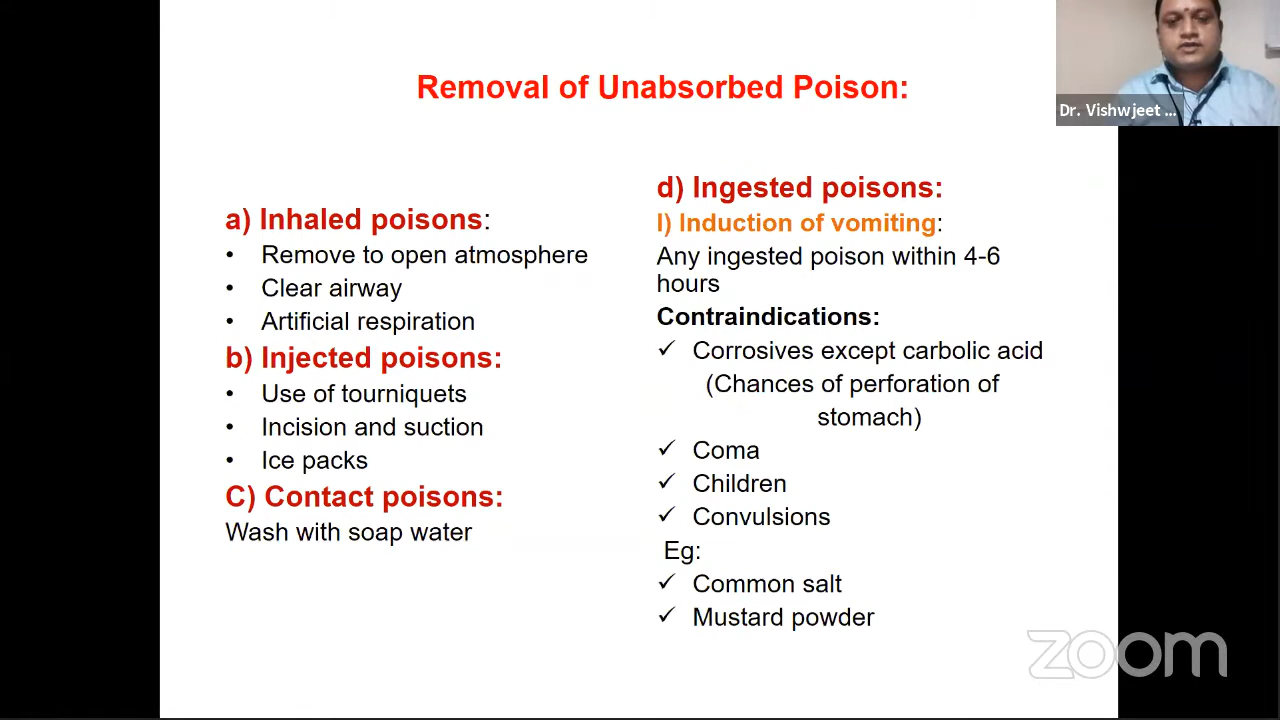 Removal of Unabsorbed Poison:
Dr. Vishwjeet ...
a) Inhaled poisons:
• Remove to open atmosphere
• Clear airway
• Artificial respiration
b) Injected poisons:
• Use of tourniquets
• Incision and suction
• Ice packs
C) Contact poisons:
Wash with soap water
d) Ingested poisons:
I) Induction of vomiting:
Any ingested poison within 4-6
hours
Contraindications:
✓ Corrosives except carbolic acid
(Chances of perforation of
stomach)
✓ Coma
✓ Children
✓ Convulsions
Eg:
✓ Common salt
✓ Mustard powder
zoom